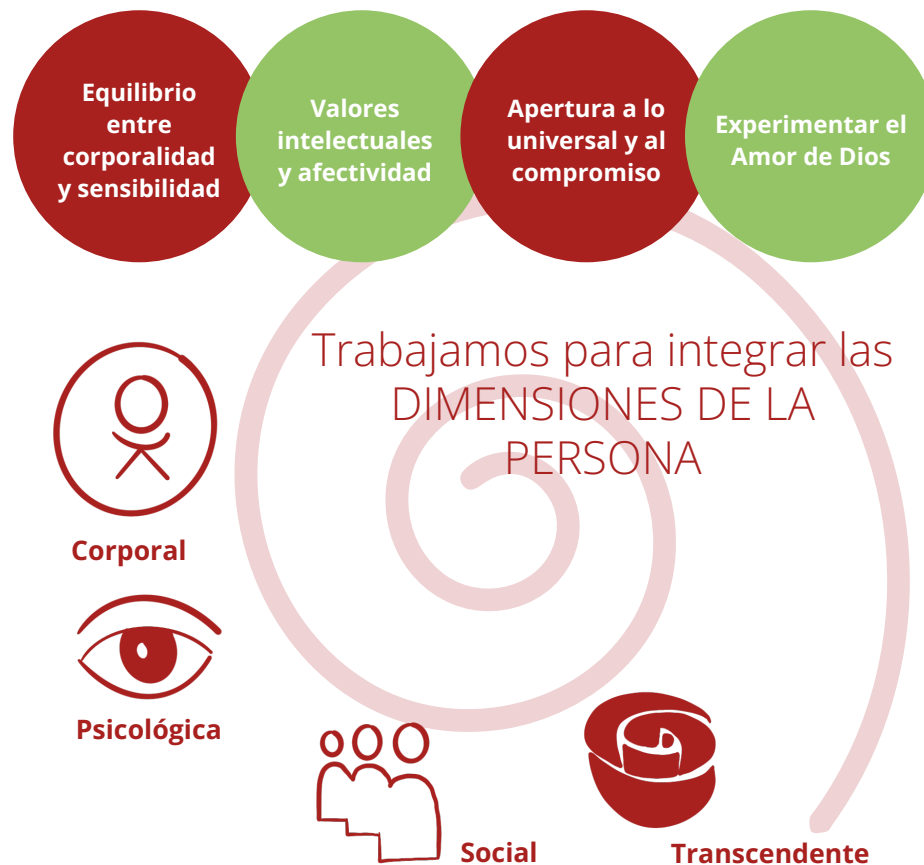 Equilibrio
entre
corporalidad
y sensibilidad
Valores
intelectuales
y afectividad
Apertura a lo
universal y al
compromiso
Experimentar el
Amor de Dios
Trabajamos para integrar las
DIMENSIONES DE LA
PERSONA
Corporal
Psicológica
Social
Transcendente